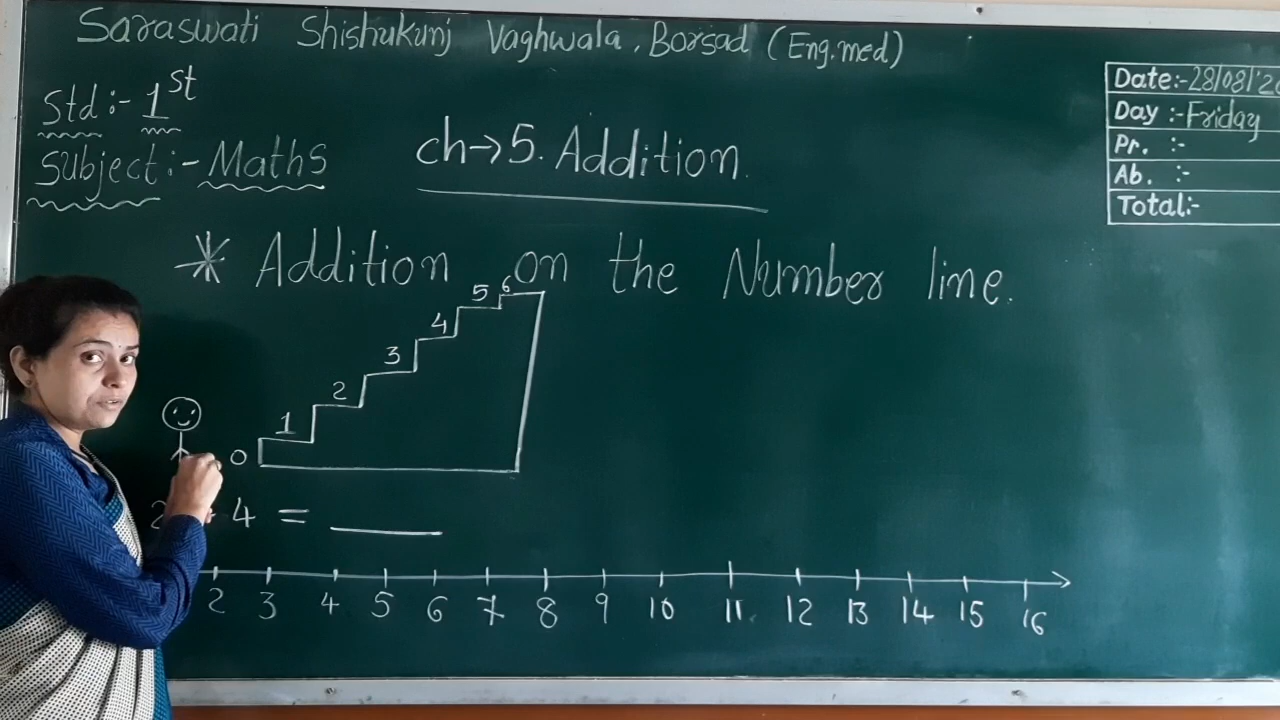 Saraswati Shishukunj Vaghwala, Borsad (Eng.med)
Std:- 1st
Subject:- Maths
Date:-28/08/'20
Day :-Friday
Pr. :-
Ab. :-
Total:-
ch→5. Addition.
* Addition on the Number line.
0 1 2 3 4 5 6
2 + 4 = ____
2 3 4 5 6 7 8 9 10 11 12 13 14 15 16